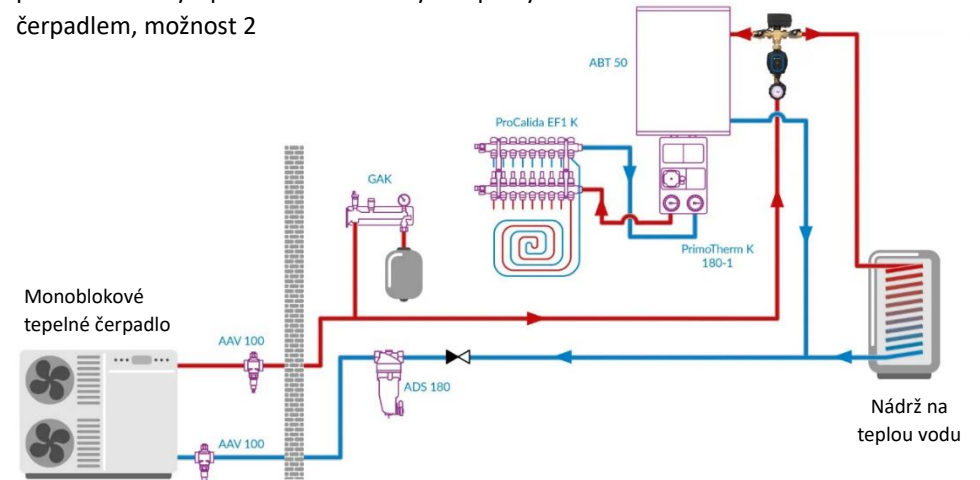 čerpadlem, možnost 2
ABT 50
ProCalida EF1 K
GAK
PrimoTherm K
180-1
Monoblokové
tepelné čerpadlo
AAV 100
ADS 180
AAV 100
Nádrž na
teplou vodu